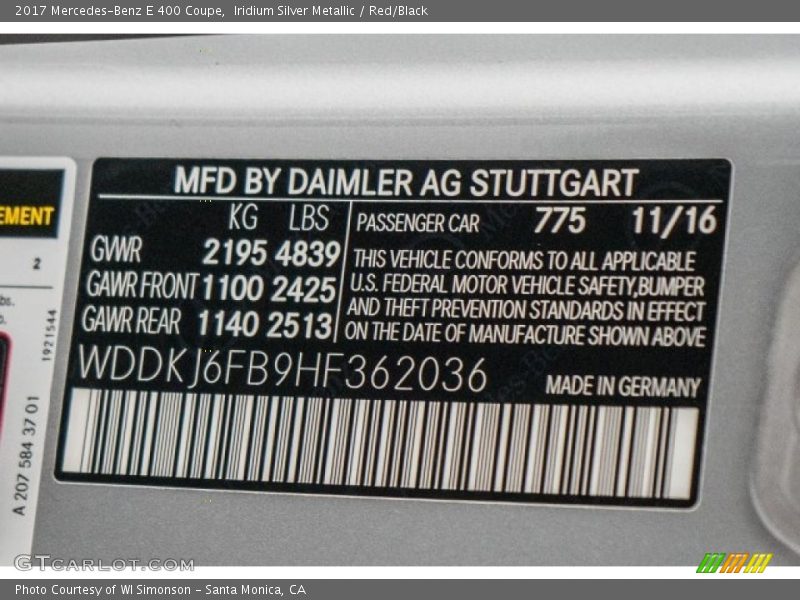 2017 Mercedes-Benz E 400 Coupe, Iridium Silver Metallic / Red/Black
MFD BY DAIMLER AG STUTTGART
KG LBS
GWR 2195 4839
GAWR FRONT 1100 2425
GAWR REAR 1140 2513
PASSENGER CAR 775 11/16
THIS VEHICLE CONFORMS TO ALL APPLICABLE
U.S. FEDERAL MOTOR VEHICLE SAFETY, BUMPER
AND THEFT PREVENTION STANDARDS IN EFFECT
ON THE DATE OF MANUFACTURE SHOWN ABOVE
WDDKJ6FB9HF362036
MADE IN GERMANY
EMENT
2
1921544
A 207 584 37 01
GTCARLOT.COM
Photo Courtesy of WI Simonson - Santa Monica, CA